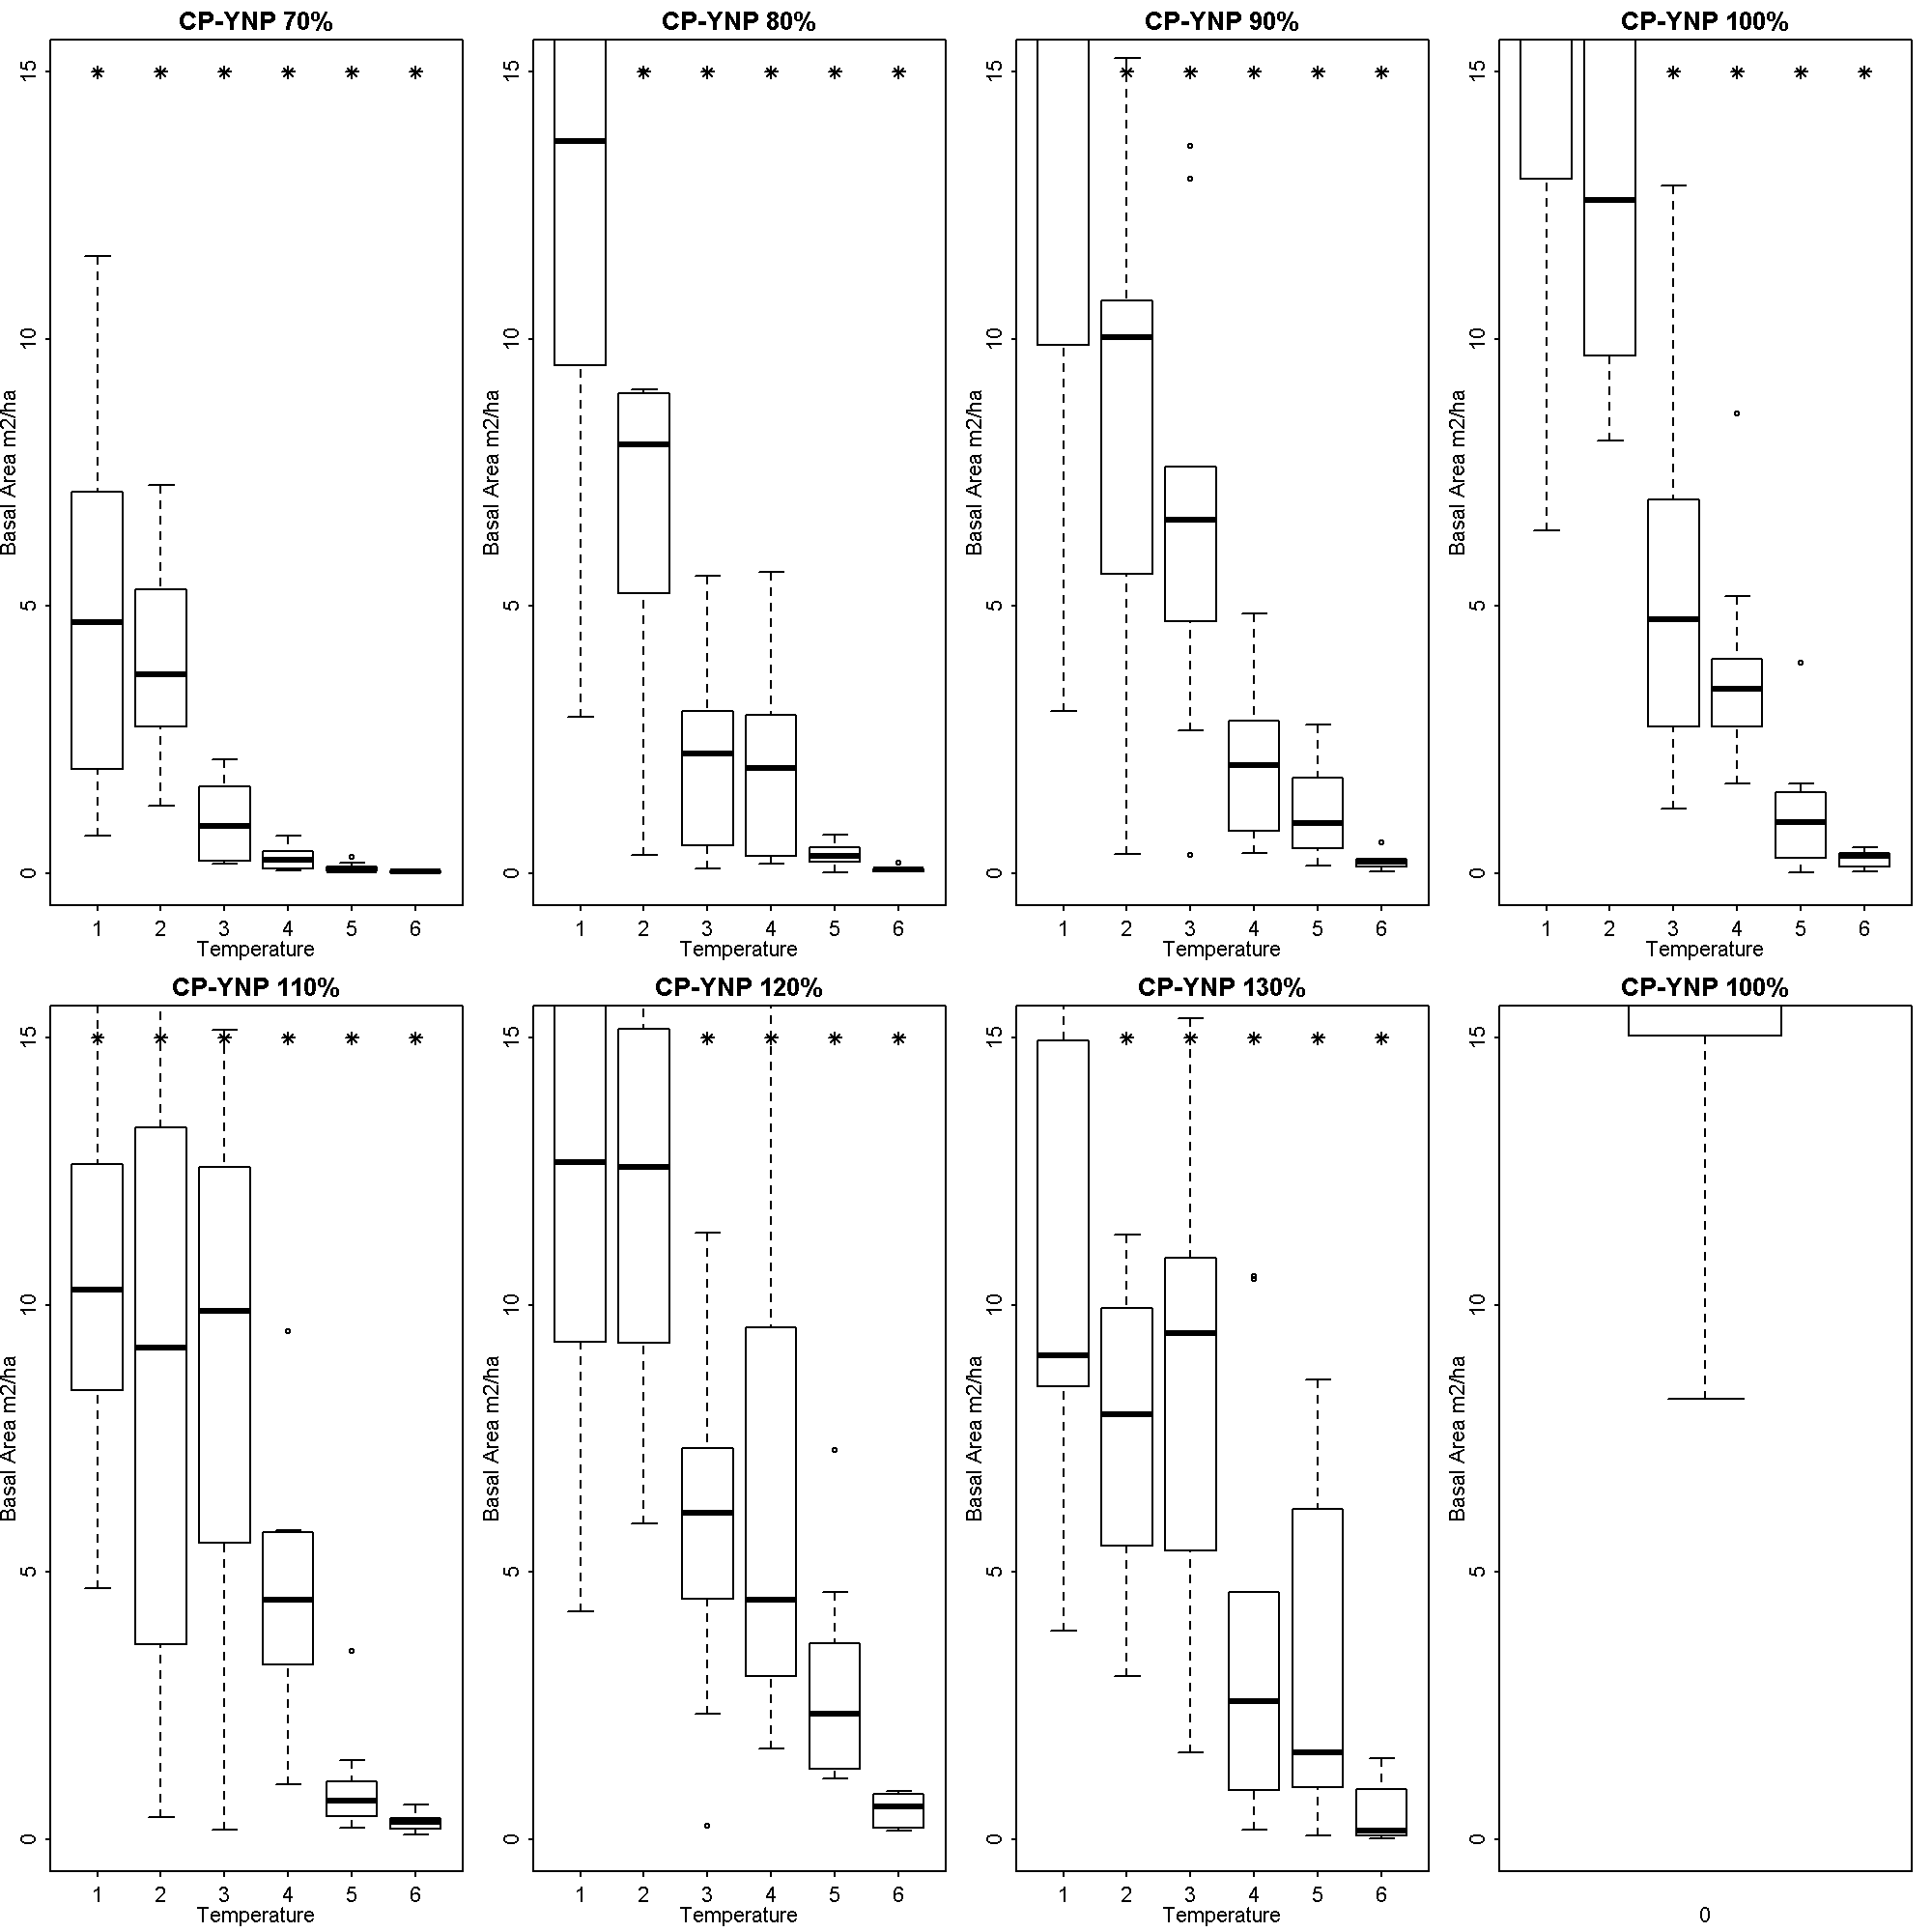 CP-YNP 70%
Basal Area m2/ha
15
10
5
0
* * * * * *
1 2 3 4 5 6
Temperature
CP-YNP 80%
Basal Area m2/ha
15
10
5
0
* * * * *
1 2 3 4 5 6
Temperature
CP-YNP 90%
Basal Area m2/ha
15
10
5
0
* * * * *
1 2 3 4 5 6
Temperature
CP-YNP 100%
Basal Area m2/ha
15
10
5
0
* * * *
1 2 3 4 5 6
Temperature
CP-YNP 110%
Basal Area m2/ha
15
10
5
0
* * * * * *
1 2 3 4 5 6
Temperature
CP-YNP 120%
Basal Area m2/ha
15
10
5
0
* * * *
1 2 3 4 5 6
Temperature
CP-YNP 130%
Basal Area m2/ha
15
10
5
0
* * * * *
1 2 3 4 5 6
Temperature
CP-YNP 100%
Basal Area m2/ha
15
10
5
0
0